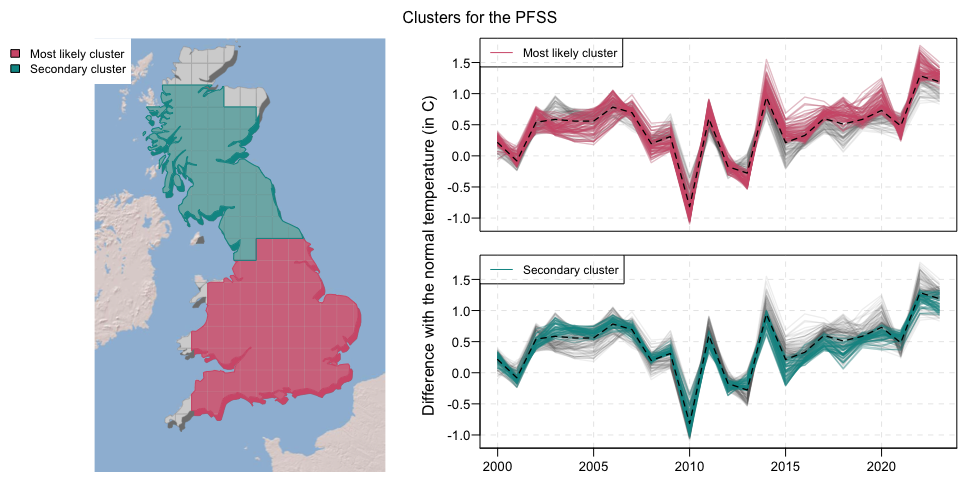 Clusters for the PFSS
Most likely cluster
Secondary cluster
Difference with the normal temperature (in C)
Most likely cluster
1.5
1.0
0.5
0.0
-0.5
-1.0
Secondary cluster
1.5
1.0
0.5
0.0
-0.5
-1.0
2000 2005 2010 2015 2020